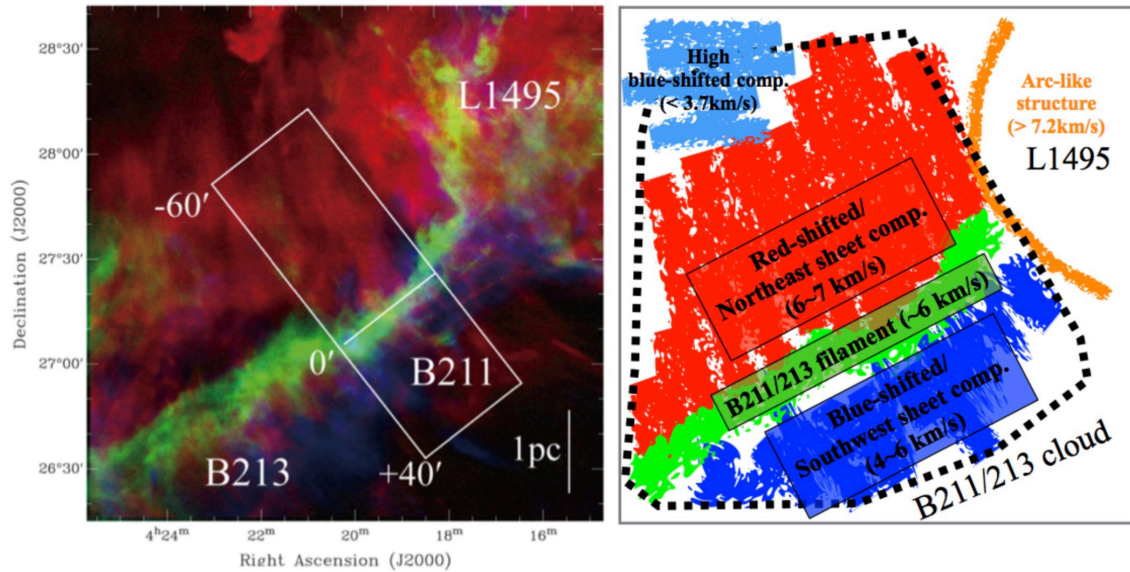 28°30′
28°00′
27°30′
27°00′
26°30′
Declination (J2000)
L1495
-60′
0′
B211
B213
+40′
1pc
4ʰ24ᵐ 22ᵐ 20ᵐ 18ᵐ 16ᵐ
Right Ascension (J2000)
High
blue-shifted comp.
(< 3.7km/s)
Arc-like
structure
(> 7.2km/s)
L1495
Red-shifted/
Northeast sheet comp.
(6~7 km/s)
B211/213 filament (~6 km/s)
Blue-shifted/
Southwest sheet comp.
(4~6 km/s)
B211/213 cloud